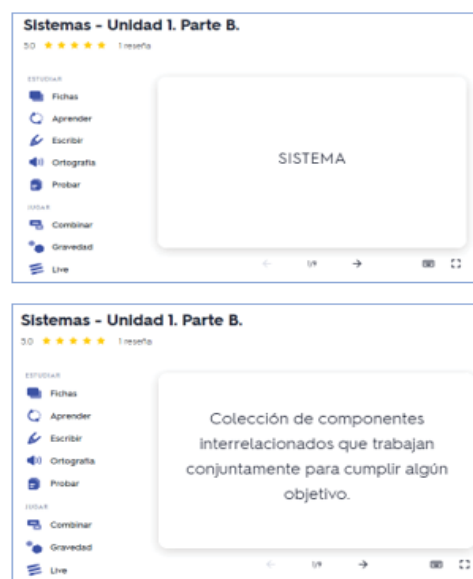 Sistemas - Unidad 1. Parte B.
5.0 1 reseña
ESTUDIAR
Fichas
Aprender
Escribir
Ortografía
Probar
JUGAR
Combinar
Gravedad
Live
SISTEMA
1/9
Sistemas - Unidad 1. Parte B.
5.0 1 reseña
ESTUDIAR
Fichas
Aprender
Escribir
Ortografía
Probar
JUGAR
Combinar
Gravedad
Live
Colección de componentes
interrelacionados que trabajan
conjuntamente para cumplir algún
objetivo.
1/9